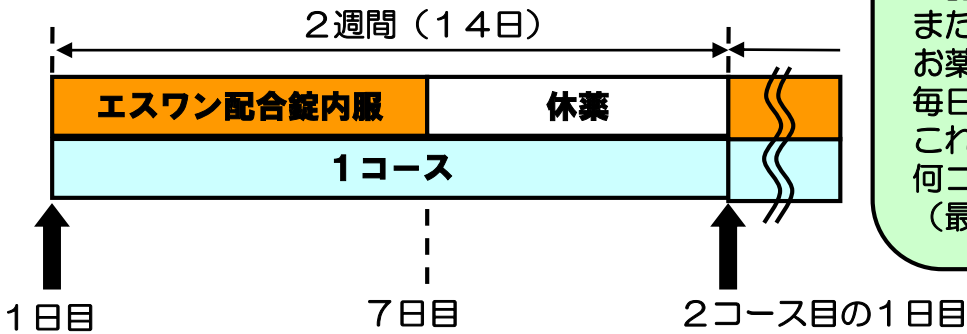 2週間（14日）
エスワン配合錠内服
休薬
1コース
1日目
7日目
2コース目の1日目
また
お薬
毎日
これ
何コ
（最